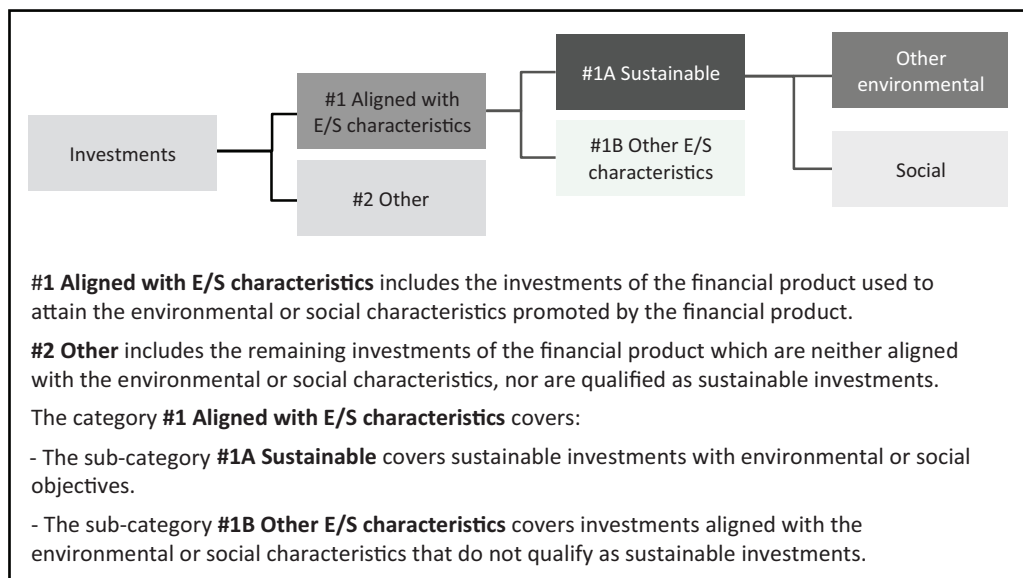 Investments
#1 Aligned with
E/S characteristics
#2 Other
#1A Sustainable
#1B Other E/S
characteristics
Other
environmental
Social
#1 Aligned with E/S characteristics includes the investments of the financial product used to
attain the environmental or social characteristics promoted by the financial product.
#2 Other includes the remaining investments of the financial product which are neither aligned
with the environmental or social characteristics, nor are qualified as sustainable investments.
The category #1 Aligned with E/S characteristics covers:
- The sub-category #1A Sustainable covers sustainable investments with environmental or social
objectives.
- The sub-category #1B Other E/S characteristics covers investments aligned with the
environmental or social characteristics that do not qualify as sustainable investments.